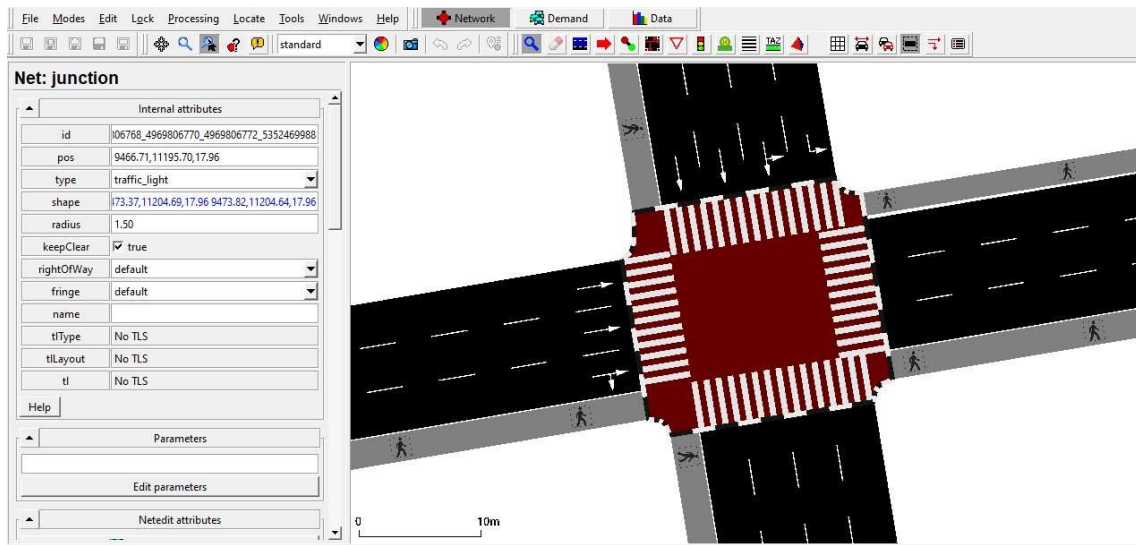 File Modes Edit Lock Processing Locate Tools Windows Help Network Demand Data
standard TAZ
Net: junction
Internal attributes
id 06768_4969806770_4969806772_5352469988
pos 9466.71,11195.70,17.96
type traffic_light
shape 473.37,11204.69,17.96 9473.82,11204.64,17.96
radius 1.50
keepClear true
rightOfWay default
fringe default
name
tlType No TLS
tlLayout No TLS
tl No TLS
Help
Parameters
Edit parameters
Netedit attributes
0 10m